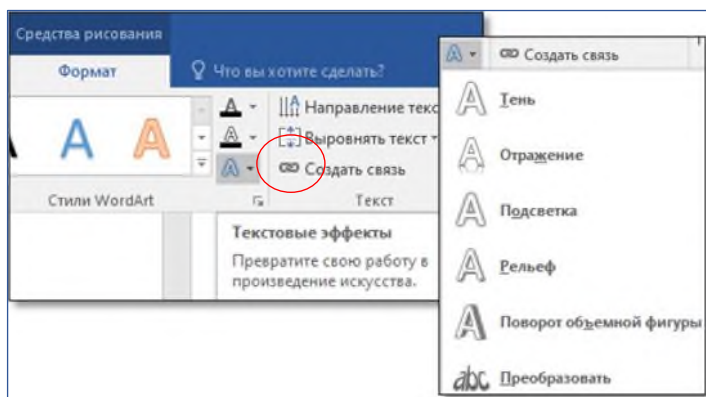 Средства рисования
Формат
Что вы хотите сделать?
Направление текс
Выровнять текст
Создать связь
Стили WordArt
Текст
Текстовые эффекты
Превратите свою работу в
произведение искусства.
Создать связь
Тень
Отражение
Подсветка
Рельеф
Поворот объемной фигуры
Преобразовать